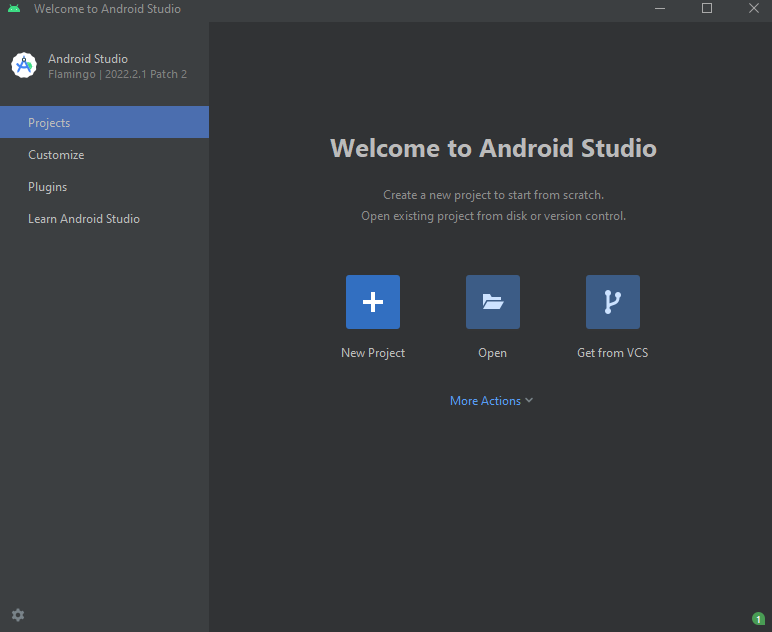 Welcome to Android Studio
Android Studio
Flamingo | 2022.2.1 Patch 2
Projects
Customize
Plugins
Learn Android Studio
Welcome to Android Studio
Create a new project to start from scratch.
Open existing project from disk or version control.
New Project
Open
Get from VCS
More Actions
1